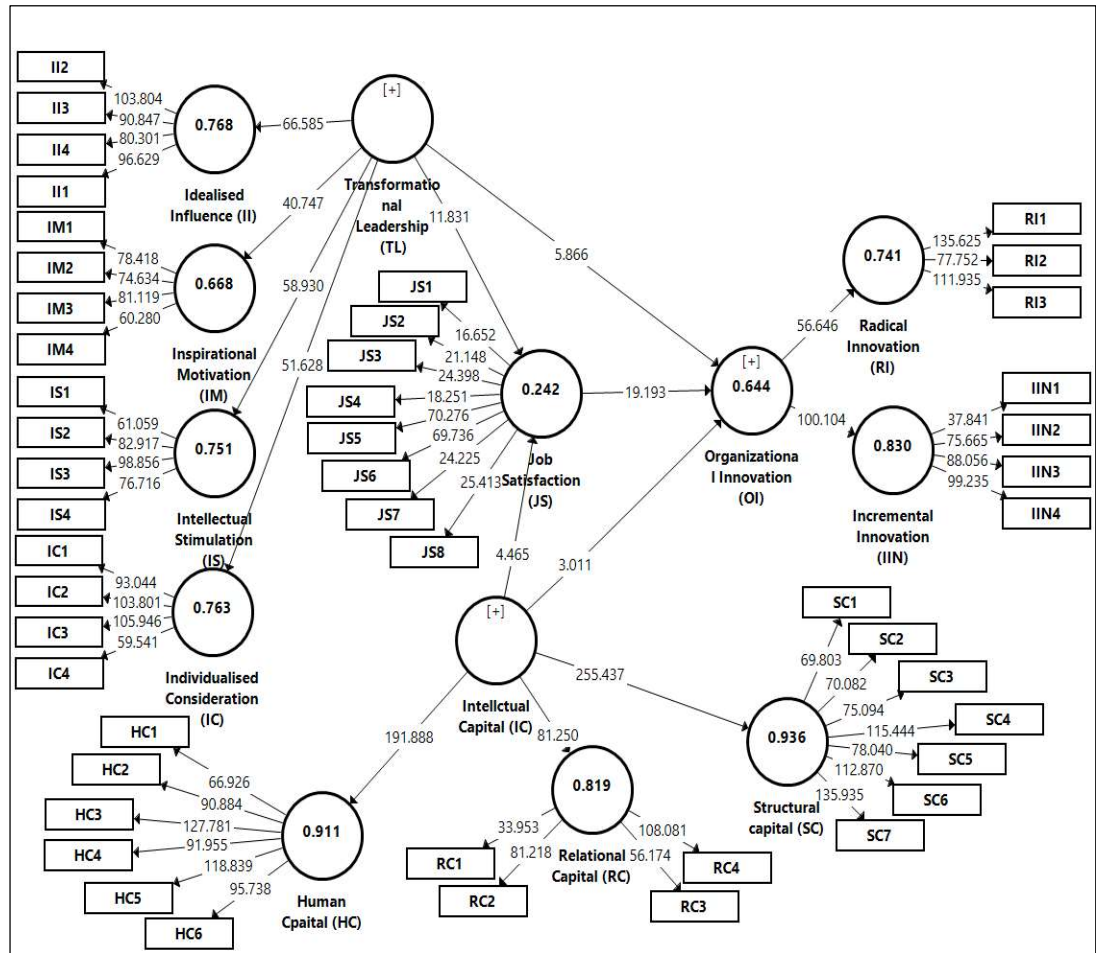 II2
II3
II4
II1
103.804
90.847
80.301
96.629
0.768
Idealised
Influence (II)
66.585
[+]
Transformatio
nal
Leadership
(TL)
40.747
58.930
51.628
11.831
5.866
IM1
IM2
IM3
IM4
78.418
74.634
81.119
60.280
0.668
Inspirational
Motivation
(IM)
IS1
IS2
IS3
IS4
61.059
82.917
98.856
76.716
0.751
Intellectual
Stimulation
(IS)
IC1
IC2
IC3
IC4
93.044
103.801
105.946
59.541
0.763
Individualised
Consideration
(IC)
JS1
JS2
JS3
JS4
JS5
JS6
JS7
JS8
16.652
21.148
24.398
18.251
70.276
69.736
24.225
25.413
0.242
Job
Satisfaction
(JS)
19.193
[+]
0.644
Organizationa
l Innovation
(OI)
56.646
100.104
0.741
Radical
Innovation
(RI)
135.625
77.752
111.935
RI1
RI2
RI3
0.830
Incremental
Innovation
(IIN)
37.841
75.665
88.056
99.235
IIN1
IIN2
IIN3
IIN4
4.465
3.011
[+]
Intellctual
Capital (IC)
191.888
81.250
255.437
HC1
HC2
HC3
HC4
HC5
HC6
66.926
90.884
127.781
91.955
118.839
95.738
0.911
Human
Cpaital (HC)
0.819
Relational
Capital (RC)
33.953
81.218
56.174
108.081
RC1
RC2
RC3
RC4
0.936
Structural
capital (SC)
69.803
70.082
75.094
115.444
78.040
112.870
135.935
SC1
SC2
SC3
SC4
SC5
SC6
SC7